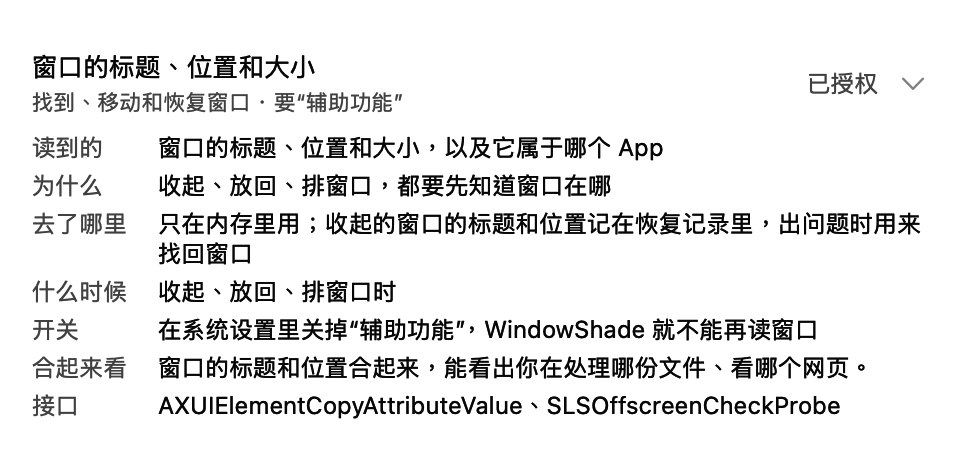 窗口的标题、位置和大小
找到、移动和恢复窗口 · 要“辅助功能”
已授权
读到的 窗口的标题、位置和大小，以及它属于哪个 App
为什么 收起、放回、排窗口，都要先知道窗口在哪
去了哪里 只在内存里用；收起的窗口的标题和位置记在恢复记录里，出问题时用来
找回窗口
什么时候 收起、放回、排窗口时
开关 在系统设置里关掉“辅助功能”，WindowShade 就不能再读窗口
合起来看 窗口的标题和位置合起来，能看出你在处理哪份文件、看哪个网页。
接口 AXUIElementCopyAttributeValue、SLSOffscreenCheckProbe